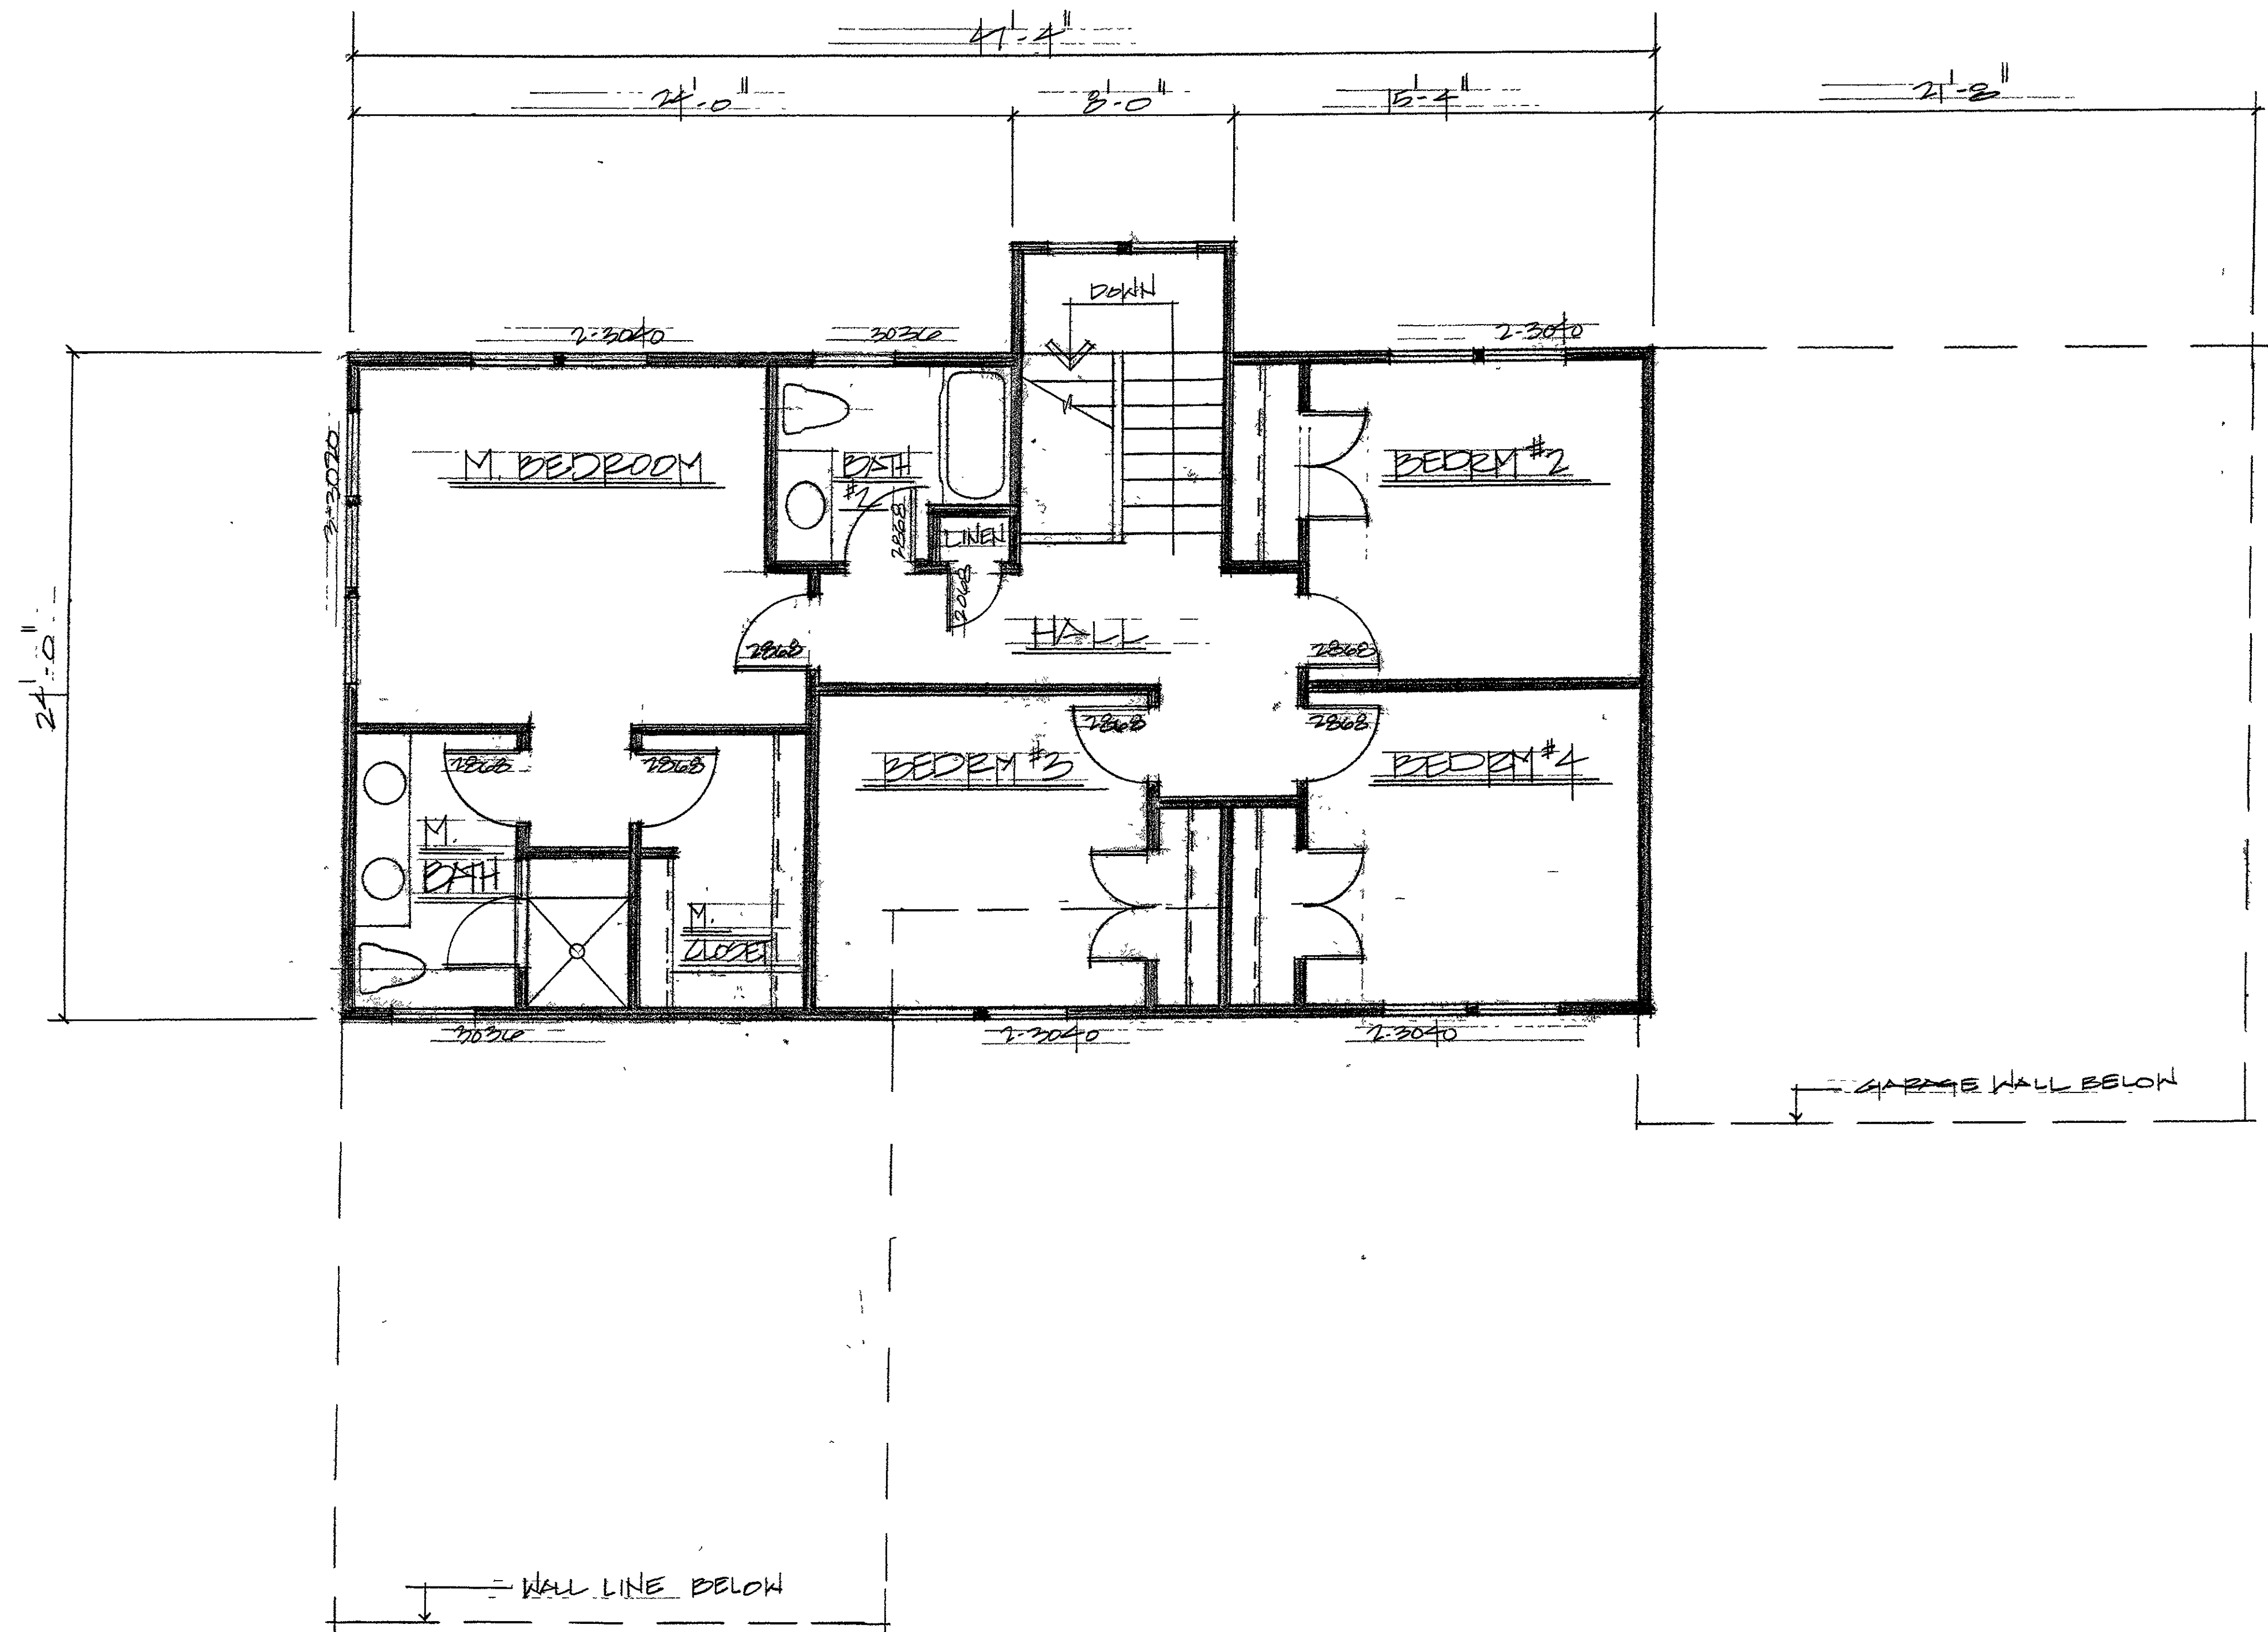 47'-4"
24'-0"
8'-0"
15'-4"
21'-8"
DOWN
2-3040
3036
2-3040
3-3020
M. BEDROOM
BATH
#2
2868
LINEN
2068
BEDRM #2
24'-0"
HALL
2868
2868
2868
2868
2868
2868
BEDRM #3
BEDRM #4
M.
BATH
M.
CLOSET
3036
2-3040
2-3040
GARAGE WALL BELOW
WALL LINE BELOW